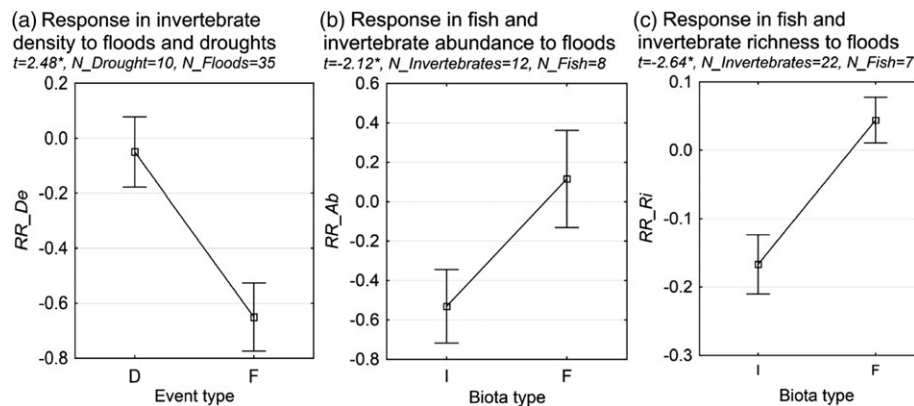 (a) Response in invertebrate
density to floods and droughts
t=2.48*, N_Drought=10, N_Floods=35
0.2
0.0
-0.2
-0.4
-0.6
-0.8
RR_De
D
F
Event type
(b) Response in fish and
invertebrate abundance to floods
t=-2.12*, N_Invertebrates=12, N_Fish=8
0.6
0.4
0.2
0.0
-0.2
-0.4
-0.6
-0.8
RR_Ab
I
F
Biota type
(c) Response in fish and
invertebrate richness to floods
t=-2.64*, N_Invertebrates=22, N_Fish=7
0.1
0.0
-0.1
-0.2
-0.3
RR_Ri
I
F
Biota type